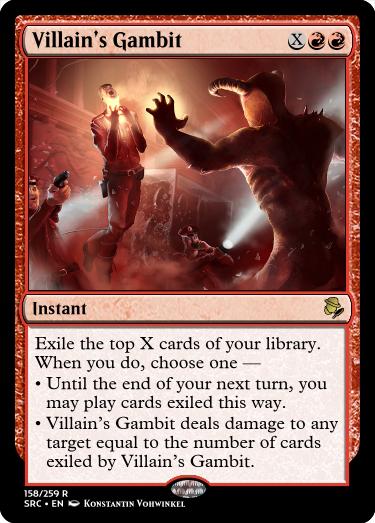 Villain's Gambit X
Instant
Exile the top X cards of your library.
When you do, choose one —
• Until the end of your next turn, you
may play cards exiled this way.
• Villain's Gambit deals damage to any
target equal to the number of cards
exiled by Villain's Gambit.
158/259 R
SRC • EN Konstantin Vohwinkel